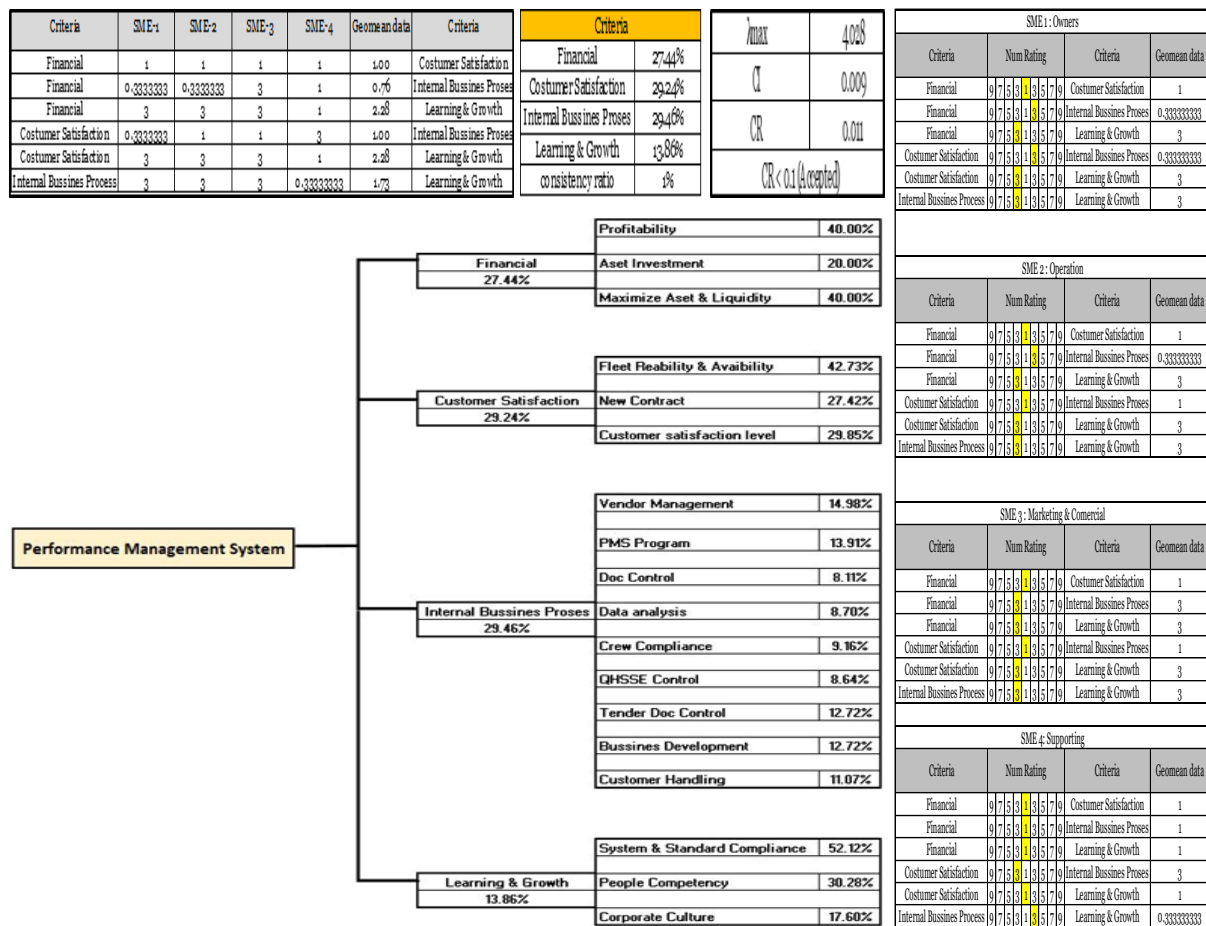 Criteria SME-1 SME-2 SME-3 SME-4 Geomean data Criteria
Financial 1 1 1 1 1.00 Costumer Satisfaction
Financial 0.3333333 0.3333333 3 1 0.76 Internal Bussines Proses
Financial 3 3 3 1 2.28 Learning & Growth
Costumer Satisfaction 0.3333333 1 1 3 1.00 Internal Bussines Proses
Costumer Satisfaction 3 3 3 1 2.28 Learning & Growth
Internal Bussines Process 3 3 3 0.33333333 1.73 Learning & Growth
Criteria
Financial 27.44%
Costumer Satisfaction 29.24%
Internal Bussines Proses 29.46%
Learning & Growth 13.86%
consistency ratio 1%
λmax 4.028
CI 0.009
CR 0.011
CR < 0.1 (Accepted)
Performance Management System
Financial
27.44%
Profitability 40.00%
Aset Investment 20.00%
Maximize Aset & Liquidity 40.00%
Customer Satisfaction
29.24%
Fleet Reability & Avaibility 42.73%
New Contract 27.42%
Customer satisfaction level 29.85%
Internal Bussines Proses
29.46%
Vendor Management 14.98%
PMS Program 13.91%
Doc Control 8.11%
Data analysis 8.70%
Crew Compliance 9.16%
QHSSE Control 8.64%
Tender Doc Control 12.72%
Bussines Development 12.72%
Customer Handling 11.07%
Learning & Growth
13.86%
System & Standard Compliance 52.12%
People Competency 30.28%
Corporate Culture 17.60%
SME 1 : Owners
Criteria Num Rating Criteria Geomean data
Financial 9 7 5 3 1 3 5 7 9 Costumer Satisfaction 1
Financial 9 7 5 3 1 3 5 7 9 Internal Bussines Proses 0.333333333
Financial 9 7 5 3 1 3 5 7 9 Learning & Growth 3
Costumer Satisfaction 9 7 5 3 1 3 5 7 9 Internal Bussines Proses 0.333333333
Costumer Satisfaction 9 7 5 3 1 3 5 7 9 Learning & Growth 3
Internal Bussines Process 9 7 5 3 1 3 5 7 9 Learning & Growth 3
SME 2 : Operation
Criteria Num Rating Criteria Geomean data
Financial 9 7 5 3 1 3 5 7 9 Costumer Satisfaction 1
Financial 9 7 5 3 1 3 5 7 9 Internal Bussines Proses 0.333333333
Financial 9 7 5 3 1 3 5 7 9 Learning & Growth 3
Costumer Satisfaction 9 7 5 3 1 3 5 7 9 Internal Bussines Proses 1
Costumer Satisfaction 9 7 5 3 1 3 5 7 9 Learning & Growth 3
Internal Bussines Process 9 7 5 3 1 3 5 7 9 Learning & Growth 3
SME 3 : Marketing & Comercial
Criteria Num Rating Criteria Geomean data
Financial 9 7 5 3 1 3 5 7 9 Costumer Satisfaction 1
Financial 9 7 5 3 1 3 5 7 9 Internal Bussines Proses 3
Financial 9 7 5 3 1 3 5 7 9 Learning & Growth 3
Costumer Satisfaction 9 7 5 3 1 3 5 7 9 Internal Bussines Proses 1
Costumer Satisfaction 9 7 5 3 1 3 5 7 9 Learning & Growth 3
Internal Bussines Process 9 7 5 3 1 3 5 7 9 Learning & Growth 3
SME 4: Supporting
Criteria Num Rating Criteria Geomean data
Financial 9 7 5 3 1 3 5 7 9 Costumer Satisfaction 1
Financial 9 7 5 3 1 3 5 7 9 Internal Bussines Proses 1
Financial 9 7 5 3 1 3 5 7 9 Learning & Growth 1
Costumer Satisfaction 9 7 5 3 1 3 5 7 9 Internal Bussines Proses 3
Costumer Satisfaction 9 7 5 3 1 3 5 7 9 Learning & Growth 1
Internal Bussines Process 9 7 5 3 1 3 5 7 9 Learning & Growth 0.333333333